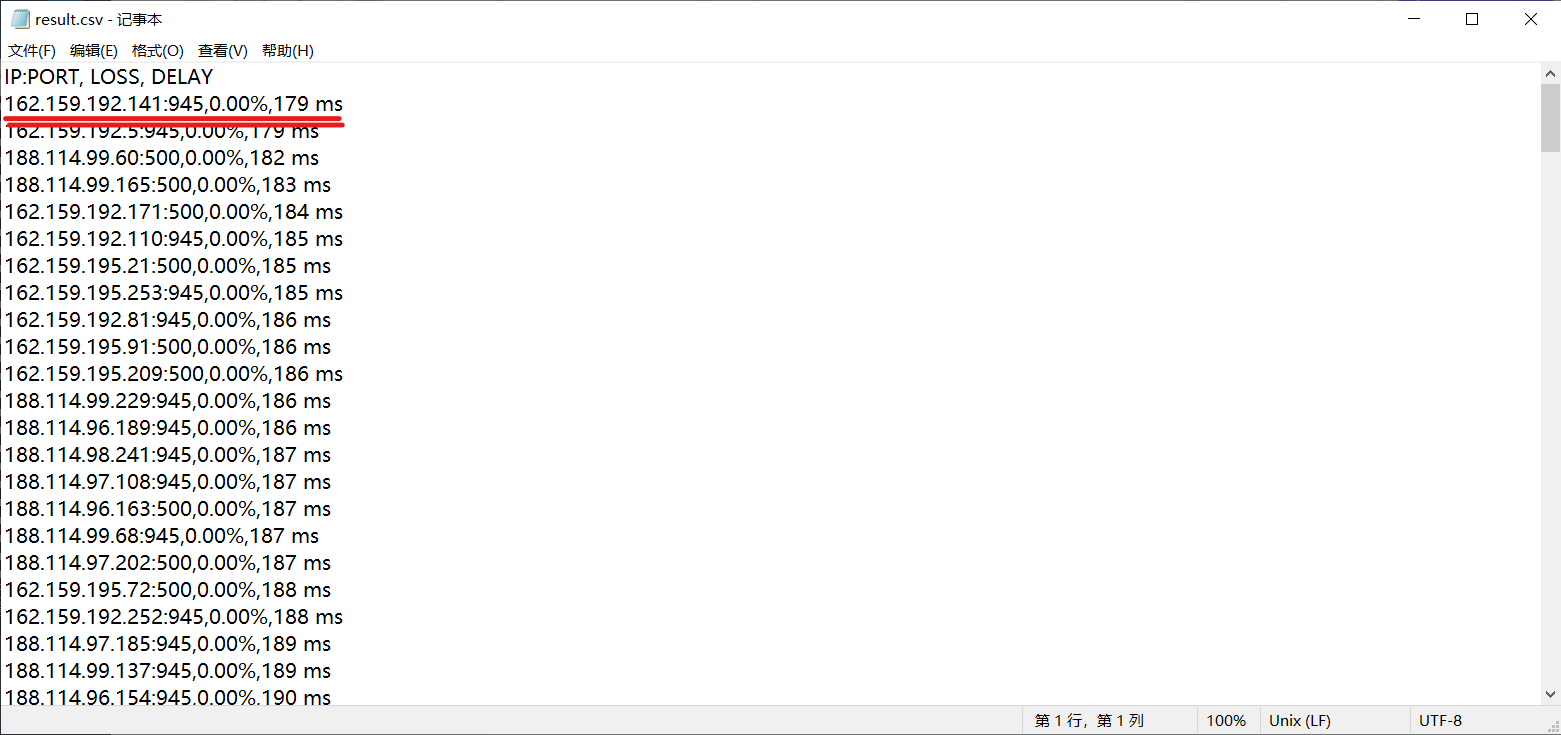 result.csv - 记事本
文件(F) 编辑(E) 格式(O) 查看(V) 帮助(H)
IP:PORT, LOSS, DELAY
162.159.192.141:945,0.00%,179 ms
162.159.192.5:945,0.00%,179 ms
188.114.99.60:500,0.00%,182 ms
188.114.99.165:500,0.00%,183 ms
162.159.192.171:500,0.00%,184 ms
162.159.192.110:945,0.00%,185 ms
162.159.195.21:500,0.00%,185 ms
162.159.195.253:945,0.00%,185 ms
162.159.192.81:945,0.00%,186 ms
162.159.195.91:500,0.00%,186 ms
162.159.195.209:500,0.00%,186 ms
188.114.99.229:945,0.00%,186 ms
188.114.96.189:945,0.00%,186 ms
188.114.98.241:945,0.00%,187 ms
188.114.97.108:945,0.00%,187 ms
188.114.96.163:500,0.00%,187 ms
188.114.99.68:945,0.00%,187 ms
188.114.97.202:500,0.00%,187 ms
162.159.195.72:500,0.00%,188 ms
162.159.192.252:945,0.00%,188 ms
188.114.97.185:945,0.00%,189 ms
188.114.99.137:945,0.00%,189 ms
188.114.96.154:945,0.00%,190 ms
第 1 行，第 1 列 100% Unix (LF) UTF-8